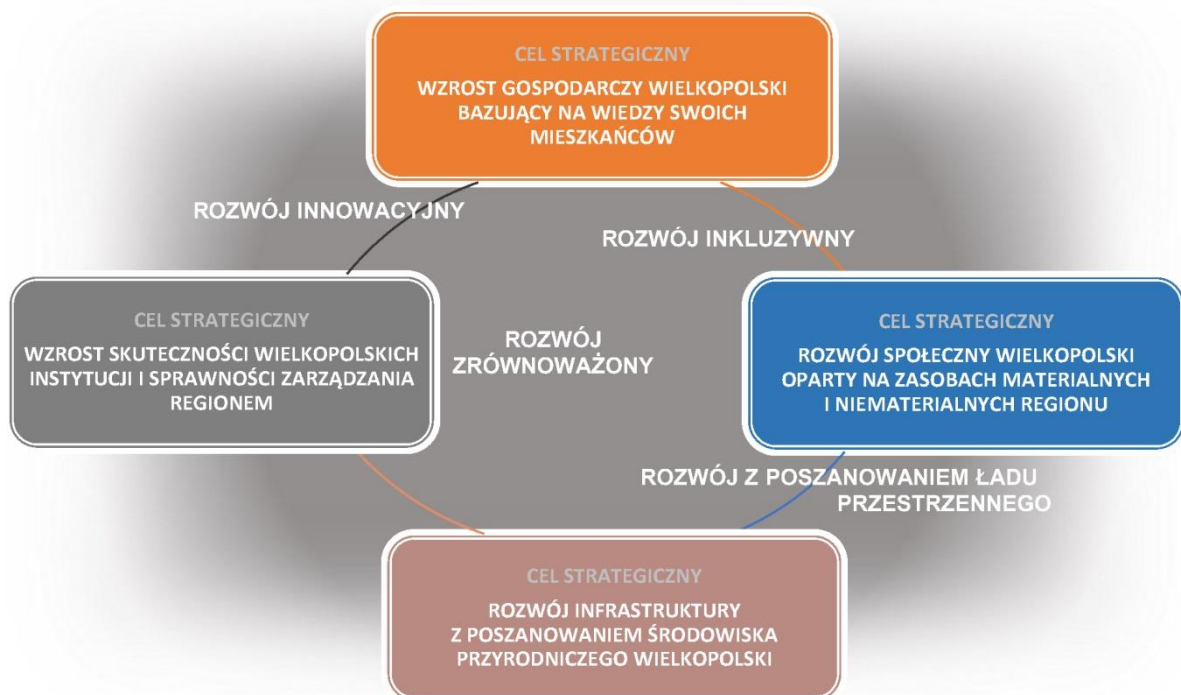 CEL STRATEGICZNY
WZROST GOSPODARCZY WIELKOPOLSKI
BAZUJĄCY NA WIEDZY SWOICH
MIESZKAŃCÓW
ROZWÓJ INNOWACYJNY
ROZWÓJ INKLUZYWNY
CEL STRATEGICZNY
WZROST SKUTECZNOŚCI WIELKOPOLSKICH
INSTYTUCJI I SPRAWNOŚCI ZARZĄDZANIA
REGIONEM
ROZWÓJ
ZRÓWNOWAŻONY
CEL STRATEGICZNY
ROZWÓJ SPOŁECZNY WIELKOPOLSKI
OPARTY NA ZASOBACH MATERIALNYCH
I NIEMATERIALNYCH REGIONU
ROZWÓJ Z POSZANOWANIEM ŁADU
PRZESTRZENNEGO
CEL STRATEGICZNY
ROZWÓJ INFRASTRUKTURY
Z POSZANOWANIEM ŚRODOWISKA
PRZYRODNICZEGO WIELKOPOLSKI